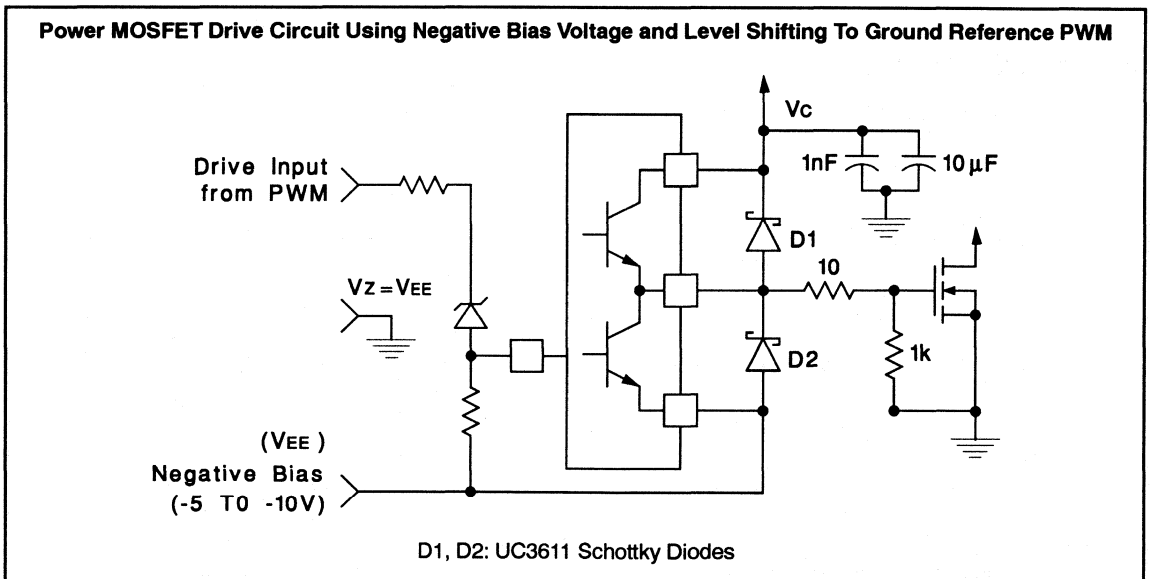 Power MOSFET Drive Circuit Using Negative Bias Voltage and Level Shifting To Ground Reference PWM
Vc
Drive Input
from PWM
1nF
10 µF
D1
10
Vz=VEE
D2
1k
(VEE)
Negative Bias
(-5 TO -10V)
D1, D2: UC3611 Schottky Diodes